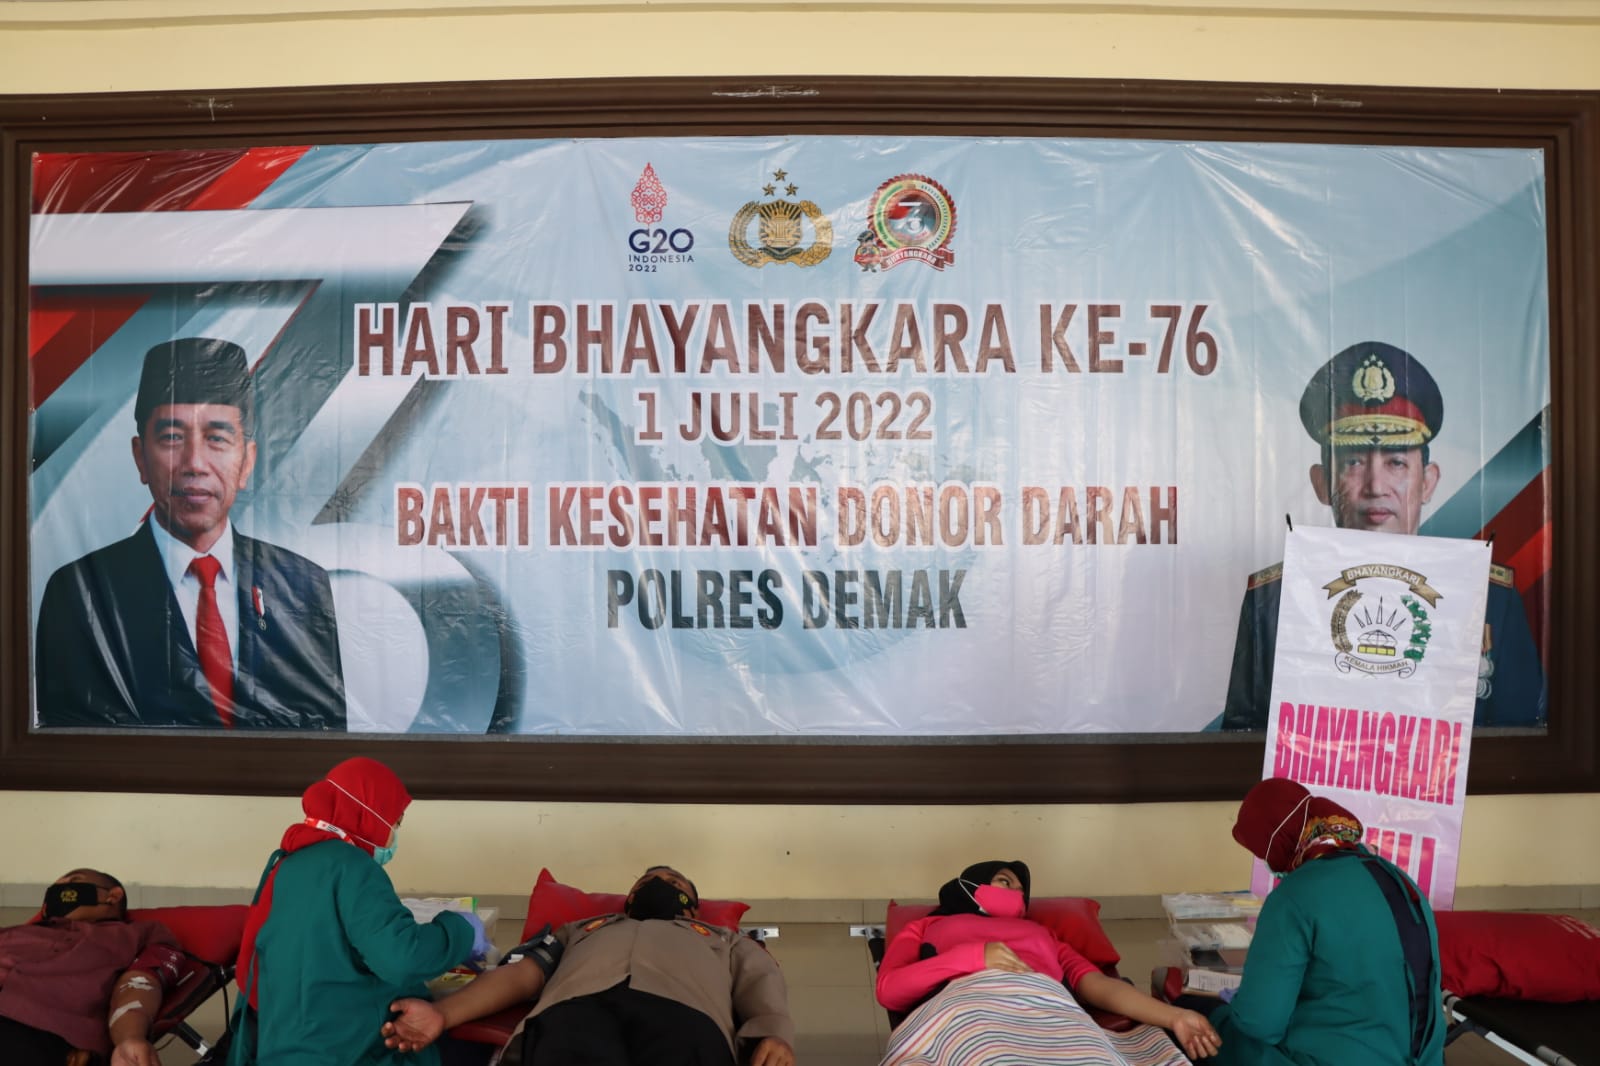 G20
INDONESIA
2022
BHAYANGKARA
HARI BHAYANGKARA KE-76
1 JULI 2022
BAKTI KESEHATAN DONOR DARAH
POLRES DEMAK
BHAYANGKARI
KEMALA HIKMAH
BHAYANGKARI